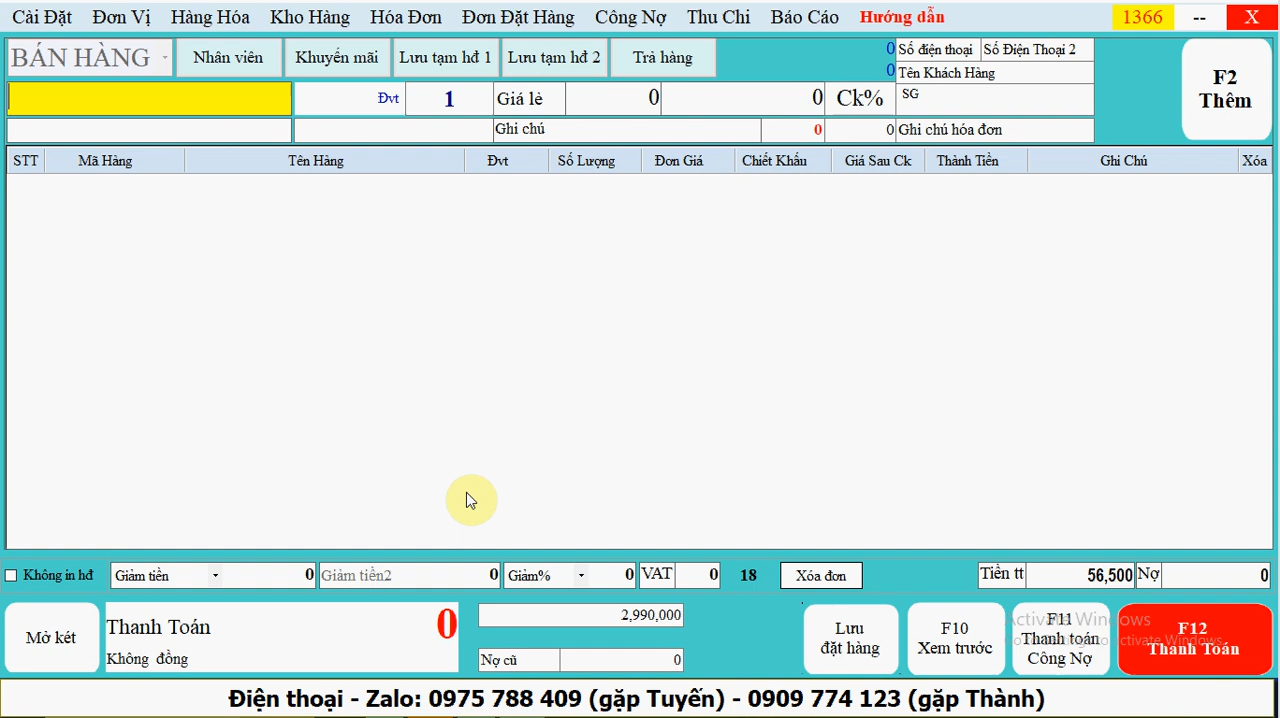 Cài Đặt Đơn Vị Hàng Hóa Kho Hàng Hóa Đơn Đơn Đặt Hàng Công Nợ Thu Chi Báo Cáo Hướng dẫn 1366 -- X
BÁN HÀNG Nhân viên Khuyến mãi Lưu tạm hđ 1 Lưu tạm hđ 2 Trả hàng 0 Số điện thoại Số Điện Thoại 2
0 Tên Khách Hàng
F2
Thêm
Đvt 1 Giá lẻ 0 0 Ck% SG
Ghi chú 0 0 Ghi chú hóa đơn
STT Mã Hàng Tên Hàng Đvt Số Lượng Đơn Giá Chiết Khấu Giá Sau Ck Thành Tiền Ghi Chú Xóa
Không in hđ Giảm tiền 0 Giảm tiền2 0 Giảm% 0 VAT 0 18 Xóa đơn Tiền tt 56,500 Nợ 0
Mở két
Thanh Toán 0
Không đồng
2,990,000
Nợ cũ 0
Lưu
đặt hàng
F10
Xem trước
F11
Thanh toán
Công Nợ
F12
Thanh Toán
Activate Windows
Điện thoại - Zalo: 0975 788 409 (gặp Tuyến) - 0909 774 123 (gặp Thành)